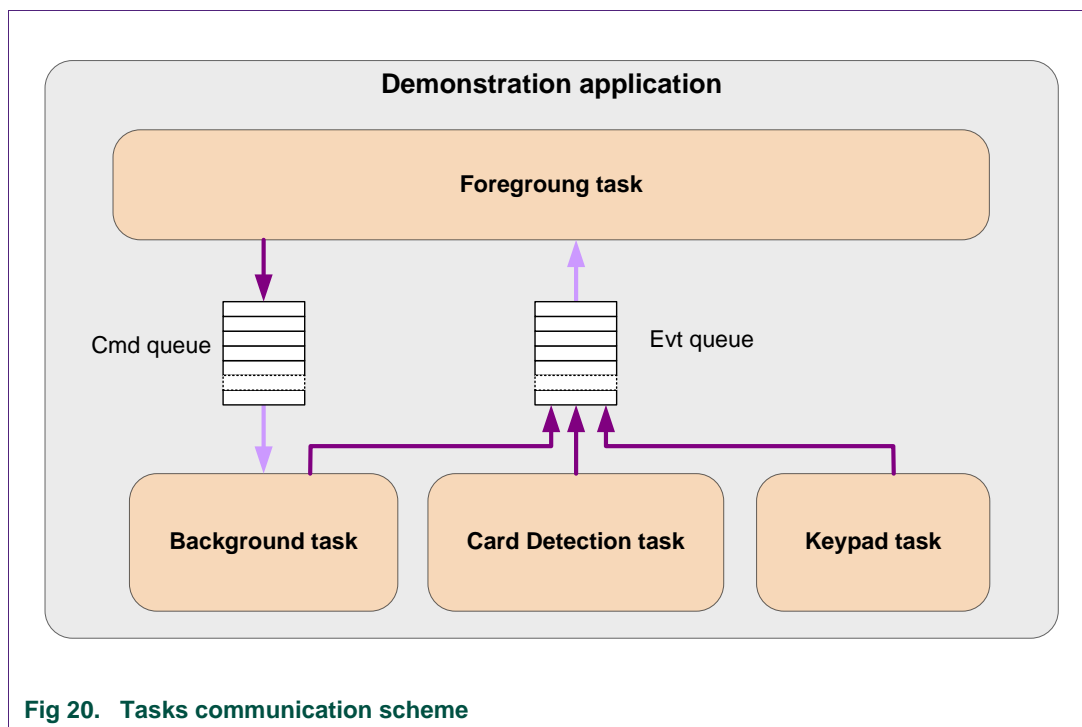 Demonstration application
Foregroung task
Cmd queue
Evt queue
Background task
Card Detection task
Keypad task
Fig 20. Tasks communication scheme